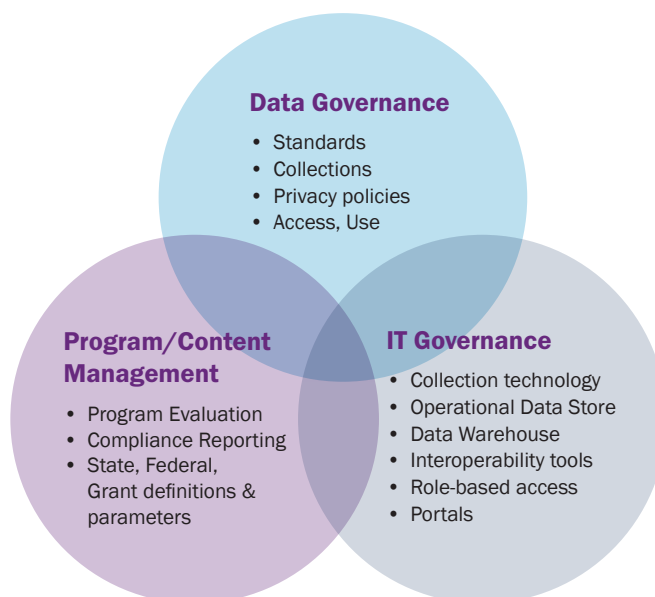 Data Governance
• Standards
• Collections
• Privacy policies
• Access, Use
Program/Content
Management
• Program Evaluation
• Compliance Reporting
• State, Federal,
Grant definitions &
parameters
IT Governance
• Collection technology
• Operational Data Store
• Data Warehouse
• Interoperability tools
• Role-based access
• Portals